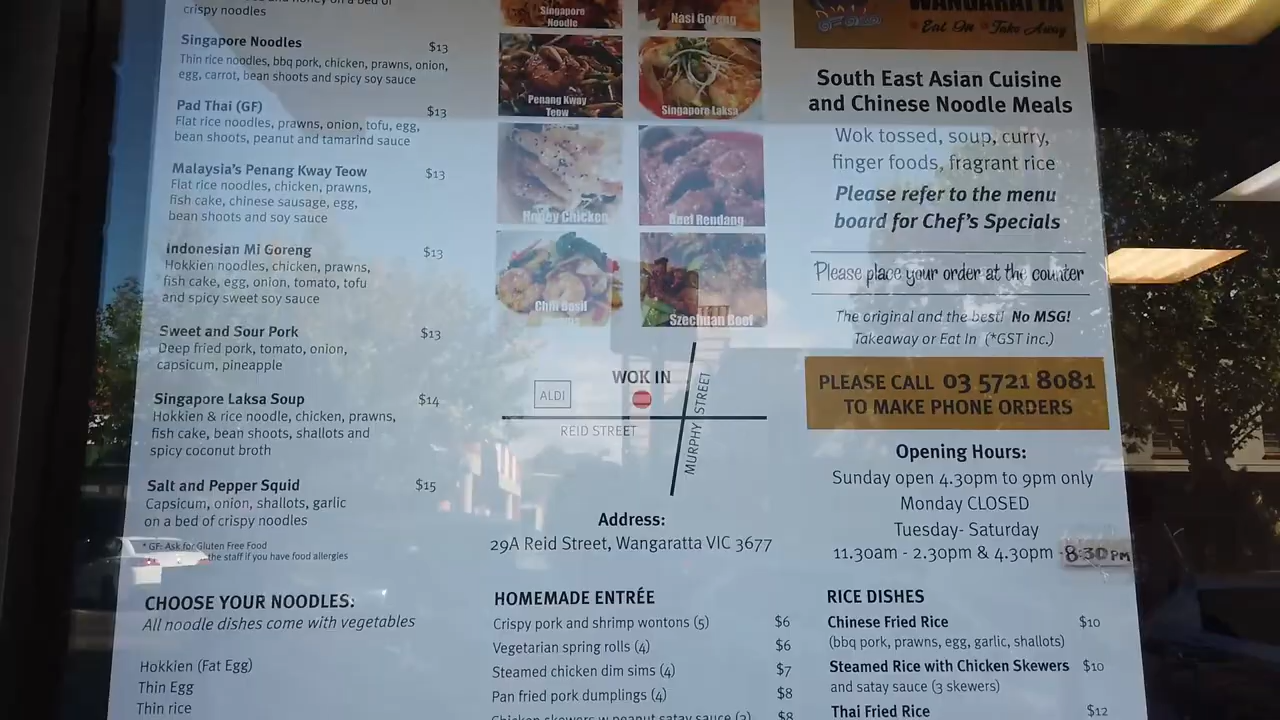 crispy noodles
Singapore Noodles $13
Thin rice noodles, bbq pork, chicken, prawns, onion,
egg, carrot, bean shoots and spicy soy sauce
Pad Thai (GF) $13
Flat rice noodles, prawns, onion, tofu, egg,
bean shoots, peanut and tamarind sauce
Malaysia's Penang Kway Teow $13
Flat rice noodles, chicken, prawns,
fish cake, chinese sausage, egg,
bean shoots and soy sauce
Indonesian Mi Goreng $13
Hokkien noodles, chicken, prawns,
fish cake, egg, onion, tomato, tofu
and spicy sweet soy sauce
Sweet and Sour Pork $13
Deep fried pork, tomato, onion,
capsicum, pineapple
Singapore Laksa Soup $14
Hokkien & rice noodle, chicken, prawns,
fish cake, bean shoots, shallots and
spicy coconut broth
Salt and Pepper Squid $15
Capsicum, onion, shallots, garlic
on a bed of crispy noodles
* GF: Ask for Gluten Free Food
the staff if you have food allergies
CHOOSE YOUR NOODLES:
All noodle dishes come with vegetables
Hokkien (Fat Egg)
Thin Egg
Thin rice
Singapore
Noodle
Nasi Goreng
Penang Kway
Teow
Singapore Laksa
Honey Chicken
Beef Rendang
Chili Basil
Szechuan Beef
WOK IN
ALDI
REID STREET
MURPHY STREET
Address:
29A Reid Street, Wangaratta VIC 3677
HOMEMADE ENTRÉE
Crispy pork and shrimp wontons (5) $6
Vegetarian spring rolls (4) $6
Steamed chicken dim sims (4) $7
Pan fried pork dumplings (4) $8
Chicken skewers w peanut satay sauce (3) $8
WANGARATTA
Eat In Take Away
South East Asian Cuisine
and Chinese Noodle Meals
Wok tossed, soup, curry,
finger foods, fragrant rice
Please refer to the menu
board for Chef's Specials
Please place your order at the counter
The original and the best! No MSG!
Takeaway or Eat In (*GST inc.)
PLEASE CALL 03 5721 8081
TO MAKE PHONE ORDERS
Opening Hours:
Sunday open 4.30pm to 9pm only
Monday CLOSED
Tuesday- Saturday
11.30am - 2.30pm & 4.30pm -8:30PM
RICE DISHES
Chinese Fried Rice $10
(bbq pork, prawns, egg, garlic, shallots)
Steamed Rice with Chicken Skewers $10
and satay sauce (3 skewers)
Thai Fried Rice $12